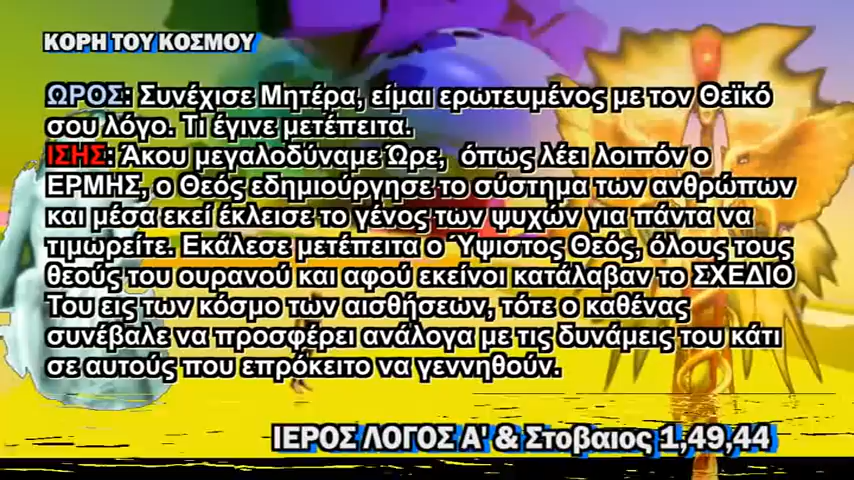 ΚΟΡΗ ΤΟΥ ΚΟΣΜΟΥ
ΩΡΟΣ: Συνέχισε Μητέρα, είμαι ερωτευμένος με τον Θεϊκό
σου λόγο. Τι έγινε μετέπειτα.
ΙΣΗΣ: Άκου μεγαλοδύναμε Ώρε, όπως λέει λοιπόν ο
ΕΡΜΗΣ, ο Θεός εδημιούργησε το σύστημα των ανθρώπων
και μέσα εκεί έκλεισε το γένος των ψυχών για πάντα να
τιμωρείτε. Εκάλεσε μετέπειτα ο Ύψιστος Θεός, όλους τους
θεούς του ουρανού και αφού εκείνοι κατάλαβαν το ΣΧΕΔΙΟ
Του εις των κόσμο των αισθήσεων, τότε ο καθένας
συνέβαλε να προσφέρει ανάλογα με τις δυνάμεις του κάτι
σε αυτούς που επρόκειτο να γεννηθούν.
ΙΕΡΟΣ ΛΟΓΟΣ Α' & Στοβαιος 1,49,44